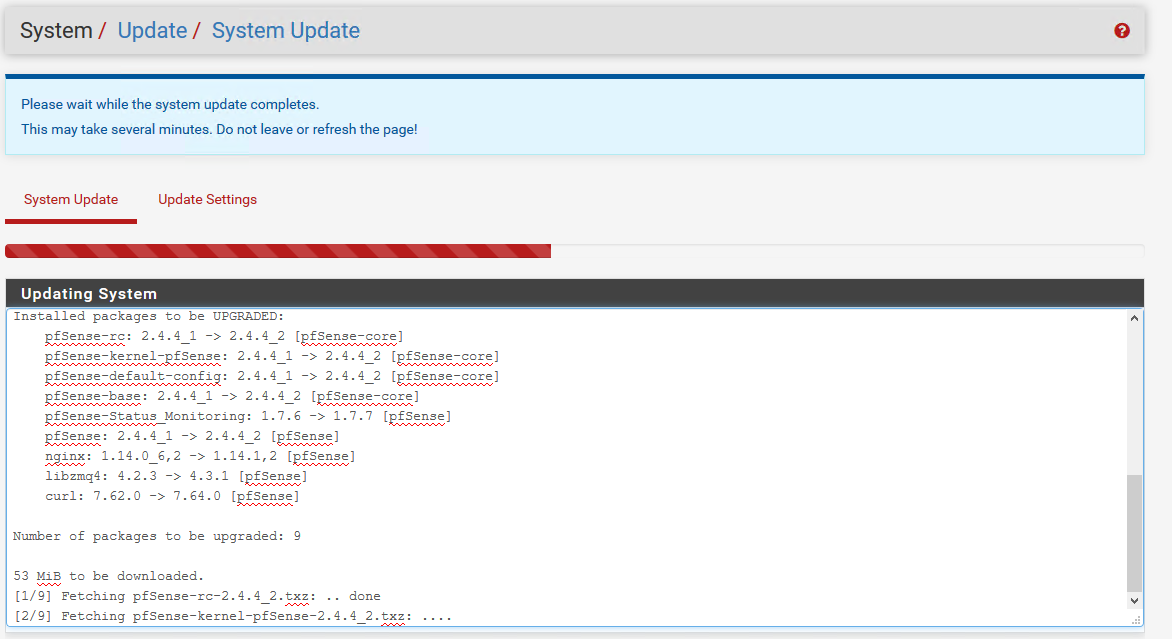 System / Update / System Update
?
Please wait while the system update completes.
This may take several minutes. Do not leave or refresh the page!
System Update Update Settings
Updating System
Installed packages to be UPGRADED:
pfSense-rc: 2.4.4_1 -> 2.4.4_2 [pfSense-core]
pfSense-kernel-pfSense: 2.4.4_1 -> 2.4.4_2 [pfSense-core]
pfSense-default-config: 2.4.4_1 -> 2.4.4_2 [pfSense-core]
pfSense-base: 2.4.4_1 -> 2.4.4_2 [pfSense-core]
pfSense-Status_Monitoring: 1.7.6 -> 1.7.7 [pfSense]
pfSense: 2.4.4_1 -> 2.4.4_2 [pfSense]
nginx: 1.14.0_6,2 -> 1.14.1,2 [pfSense]
libzmq4: 4.2.3 -> 4.3.1 [pfSense]
curl: 7.62.0 -> 7.64.0 [pfSense]
Number of packages to be upgraded: 9
53 MiB to be downloaded.
[1/9] Fetching pfSense-rc-2.4.4_2.txz: .. done
[2/9] Fetching pfSense-kernel-pfSense-2.4.4_2.txz: ....